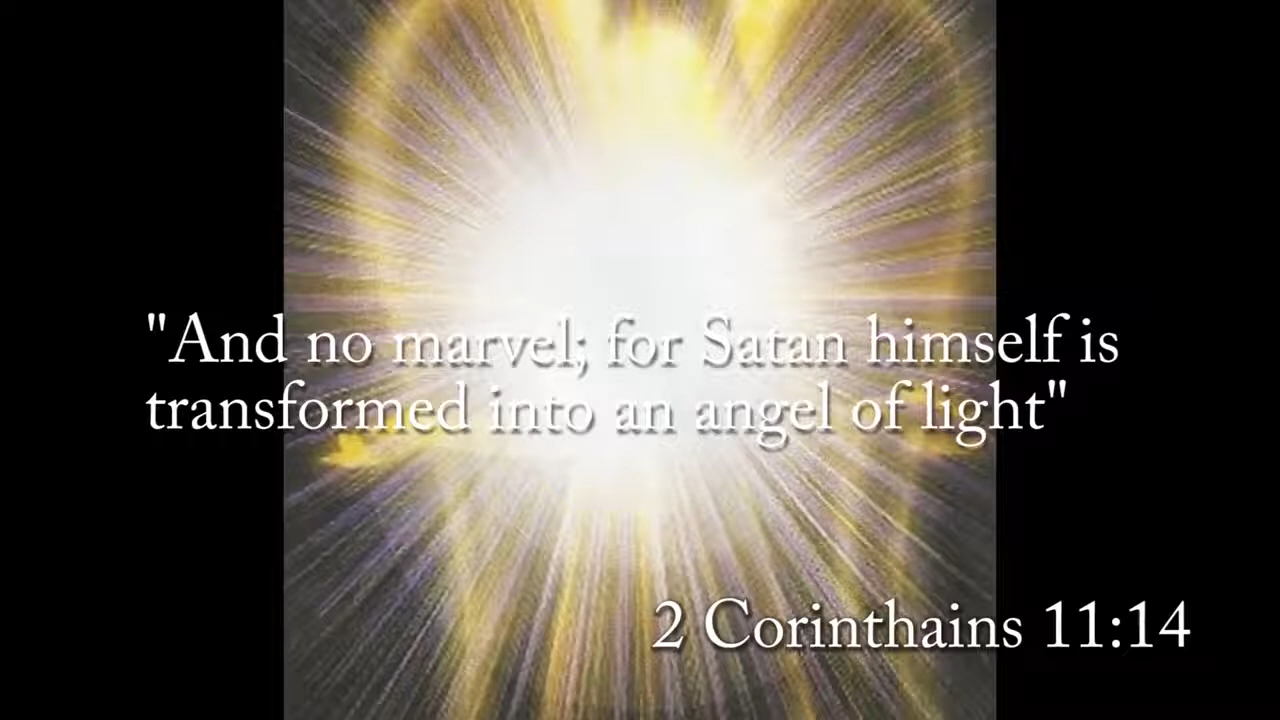 "And no marvel; for Satan himself is
transformed into an angel of light"
2 Corinthains 11:14